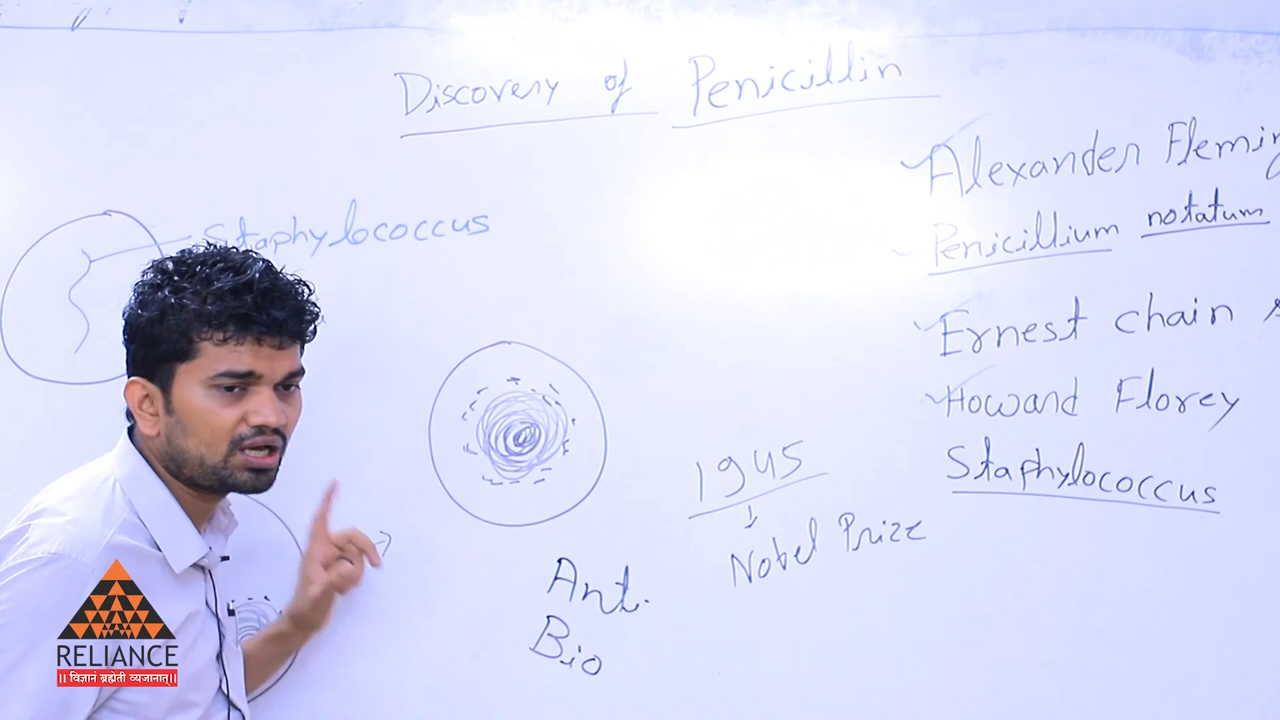 Discovery of Penicillin
Alexander Flemin
Penicillium notatum
Ernest chain
Howard Florey
Staphylococcus
Staphylococcus
1945
Nobel Prize
Ant.
Bio
RELIANCE
।। विज्ञानं ब्रह्मेती व्यजानात्।।